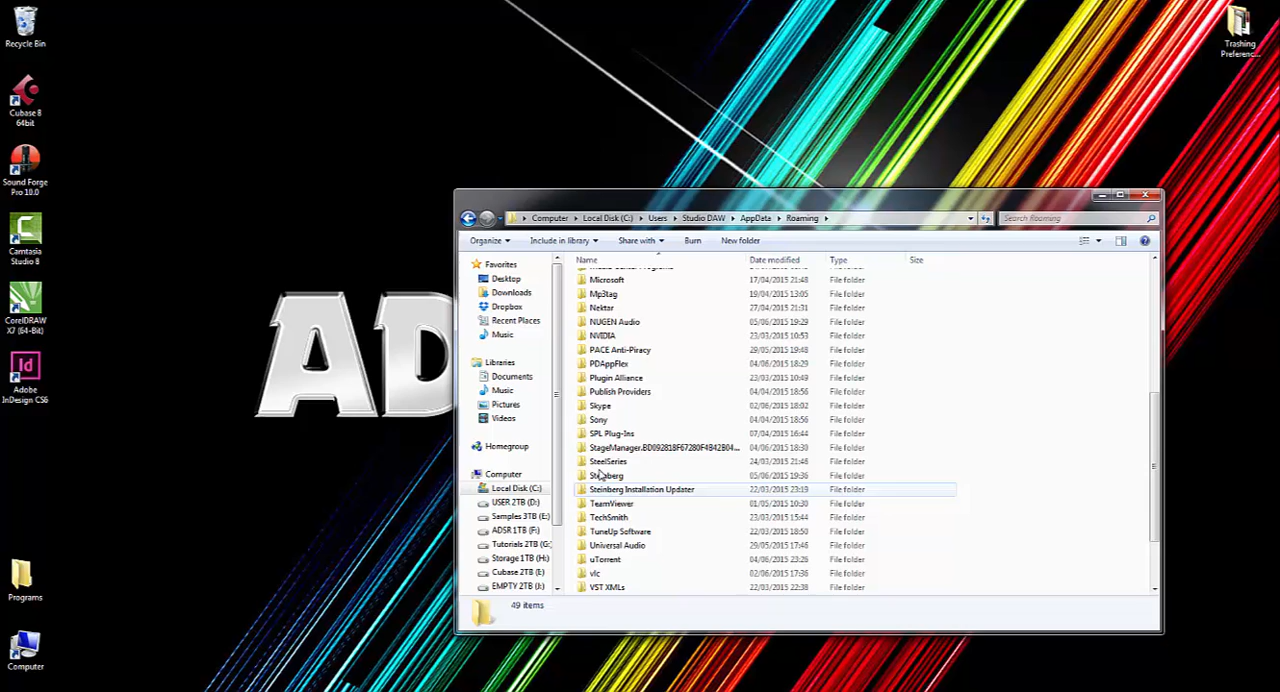 Recycle Bin
Cubase 8
64bit
Sound Forge
Pro 10.0
Camtasia
Studio 8
CorelDRAW
X7 (64-Bit)
Id
Adobe
InDesign CS6
Programs
Computer
Trashing
Preferenc...
AD
Computer
Local Disk (C:)
Users
Studio DAW
AppData
Roaming
Search Roaming
Organize
Include in library
Share with
Burn
New folder
Favorites
Desktop
Downloads
Dropbox
Recent Places
Music
Libraries
Documents
Music
Pictures
Videos
Homegroup
Computer
Local Disk (C:)
USER 2TB (D:)
Samples 3TB (E:)
ADSR 1TB (F:)
Tutorials 2TB (G:
Storage 1TB (H:)
EMPTY 2TB (J:)
Name Date modified Type Size
Microsoft 17/04/2015 21:48 File folder
Mp3tag 19/04/2015 13:05 File folder
Nektar 27/04/2015 21:31 File folder
NUGEN Audio 05/06/2015 19:29 File folder
NVIDIA 23/03/2015 10:53 File folder
PACE Anti-Piracy 29/05/2015 19:48 File folder
PDAppFlex 04/06/2015 18:29 File folder
Plugin Alliance 23/03/2015 10:49 File folder
Publish Providers 04/04/2015 18:56 File folder
Skype 02/06/2015 18:02 File folder
Sony 04/04/2015 18:56 File folder
SPL Plug-Ins 07/04/2015 16:44 File folder
04/06/2015 18:30 File folder
SteelSeries 24/03/2015 21:46 File folder
Steinberg 05/06/2015 19:36 File folder
Steinberg Installation Updater 22/03/2015 23:19 File folder
TeamViewer 01/05/2015 10:30 File folder
TechSmith 23/03/2015 15:44 File folder
TuneUp Software 22/03/2015 18:50 File folder
Universal Audio 29/05/2015 17:46 File folder
uTorrent 04/06/2015 23:26 File folder
vlc 02/06/2015 17:36 File folder
VST XMLs 22/03/2015 22:38 File folder
49 items